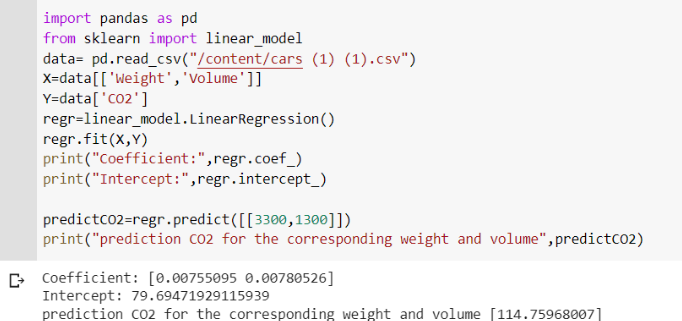 import pandas as pd
from sklearn import linear_model
data= pd.read_csv("/content/cars (1) (1).csv")
X=data[['Weight','Volume']]
Y=data['CO2']
regr=linear_model.LinearRegression()
regr.fit(X,Y)
print("Coefficient:",regr.coef_)
print("Intercept:",regr.intercept_)
predictCO2=regr.predict([[3300,1300]])
print("prediction CO2 for the corresponding weight and volume",predictCO2)
Coefficient: [0.00755095 0.00780526]
Intercept: 79.69471929115939
prediction CO2 for the corresponding weight and volume [114.75968007]